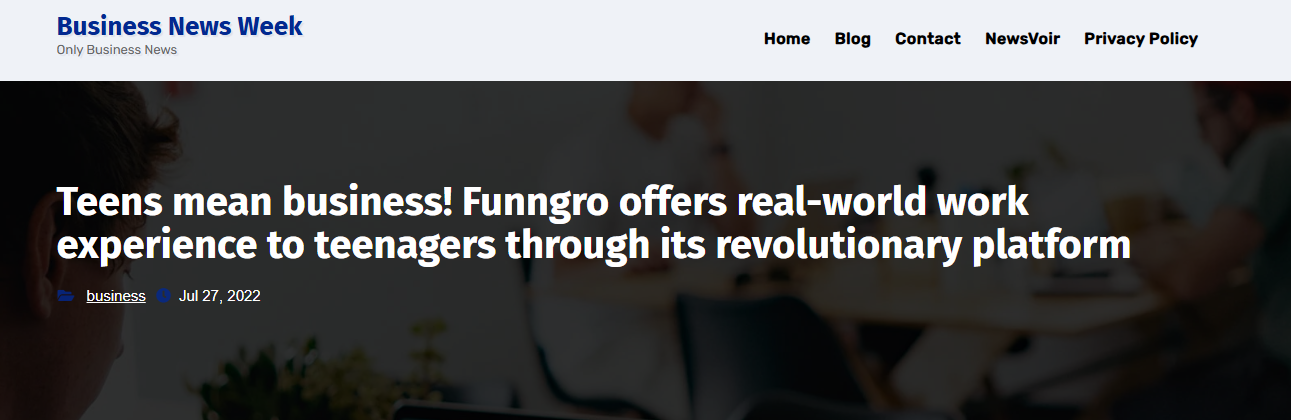 Business News Week
Only Business News
Home Blog Contact NewsVoir Privacy Policy
Teens mean business! Funngro offers real-world work
experience to teenagers through its revolutionary platform
business Jul 27, 2022